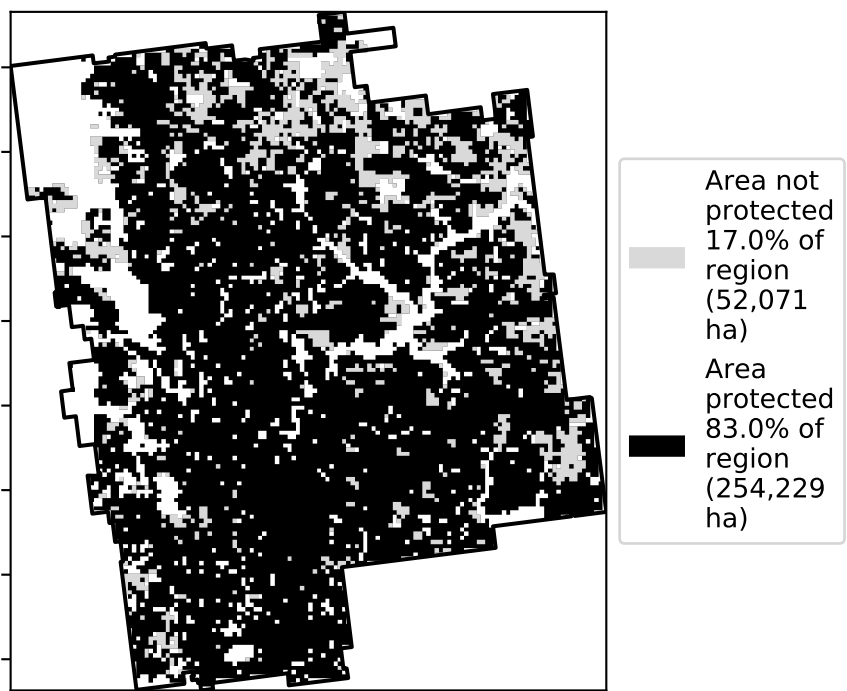 Area not
protected
17.0% of
region
(52,071
ha)
Area
protected
83.0% of
region
(254,229
ha)